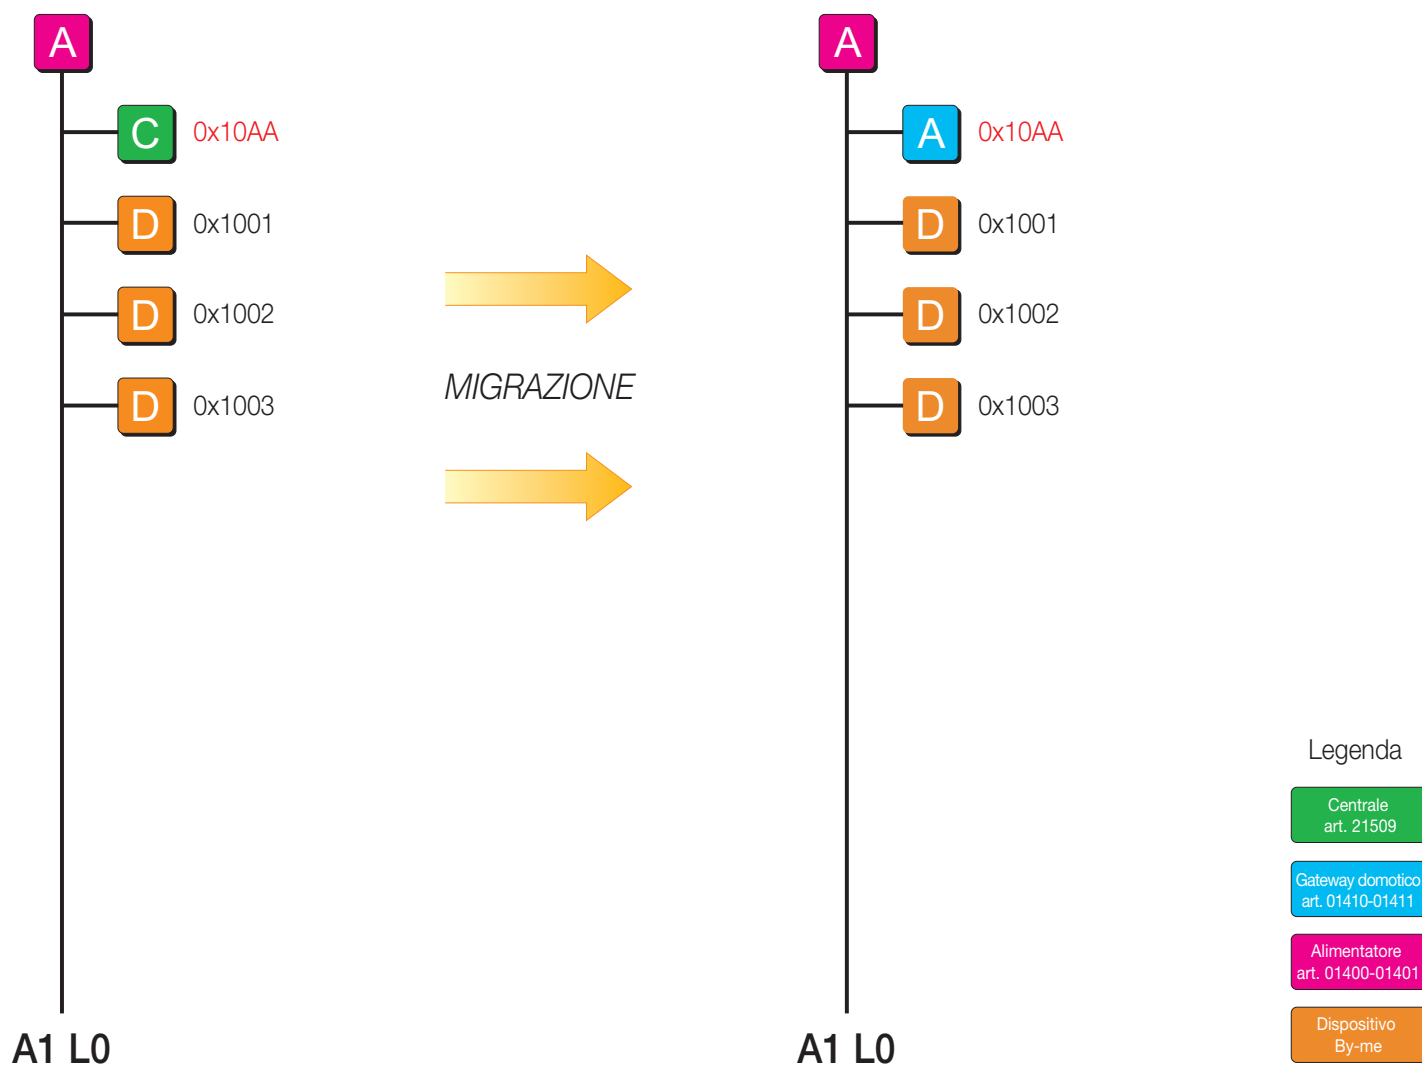 A
C 0x10AA
D 0x1001
D 0x1002
D 0x1003
A1 L0
MIGRAZIONE
A
A 0x10AA
D 0x1001
D 0x1002
D 0x1003
A1 L0
Legenda
Centrale
art. 21509
Gateway domotico
art. 01410-01411
Alimentatore
art. 01400-01401
Dispositivo
By-me